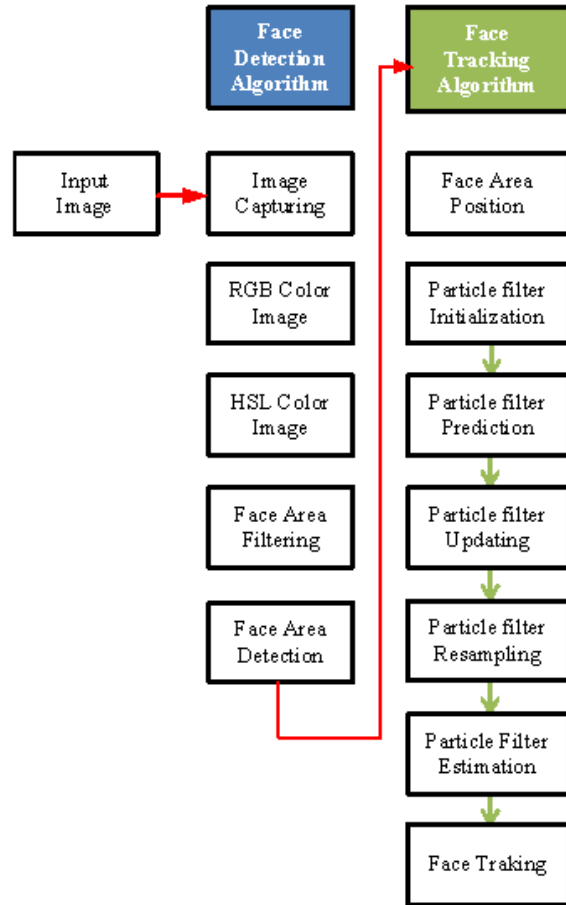 Face
Detection
Algorithm
Face
Tracking
Algorithm
Input
Image
Image
Capturing
Face Area
Position
RGB Color
Image
Particle filter
Initialization
HSL Color
Image
Particle filter
Prediction
Face Area
Filtering
Particle filter
Updating
Face Area
Detection
Particle filter
Resampling
Particle Filter
Estimation
Face Traking